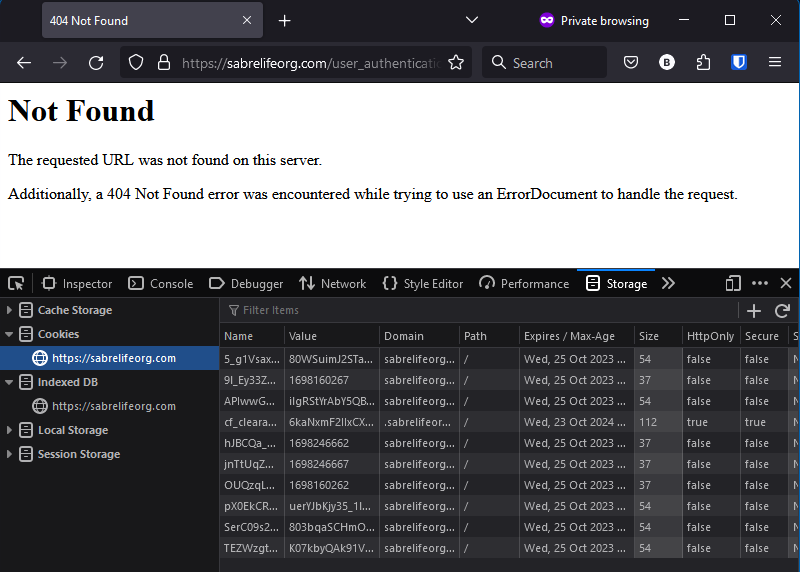 404 Not Found
Private browsing
https://sabrelifeorg.com/user_authentication
Search
B
Not Found
The requested URL was not found on this server.
Additionally, a 404 Not Found error was encountered while trying to use an ErrorDocument to handle the request.
Inspector Console Debugger Network Style Editor Performance Storage
Cache Storage
Cookies
https://sabrelifeorg.com
Indexed DB
https://sabrelifeorg.com
Local Storage
Session Storage
Filter Items
Name Value Domain Path Expires / Max-Age Size HttpOnly Secure S
5_g1Vsax... 80WSuimJ2STa... sabrelifeorg... / Wed, 25 Oct 2023 ... 54 false false N
9I_Ey33Z... 1698160267 sabrelifeorg... / Wed, 25 Oct 2023 ... 37 false false N
APIwwG... iIgRStYrAbY5QB... sabrelifeorg... / Wed, 25 Oct 2023 ... 54 false false N
cf_cleara... 6kaNxmF2IIxCX... .sabrelifeor... / Wed, 23 Oct 2024 ... 112 true true N
hJBCQa_... 1698246662 sabrelifeorg... / Wed, 25 Oct 2023 ... 37 false false N
jnTtUqZ... 1698246667 sabrelifeorg... / Wed, 25 Oct 2023 ... 37 false false N
OUQzqL... 1698160262 sabrelifeorg... / Wed, 25 Oct 2023 ... 37 false false N
pX0EkCR... uerYJbKjy35_1I... sabrelifeorg... / Wed, 25 Oct 2023 ... 54 false false N
SerC09s2... 803bqaSCHmO... sabrelifeorg... / Wed, 25 Oct 2023 ... 54 false false N
TEZWzgt... K07kbyQAk91V... sabrelifeorg... / Wed, 25 Oct 2023 ... 54 false false N